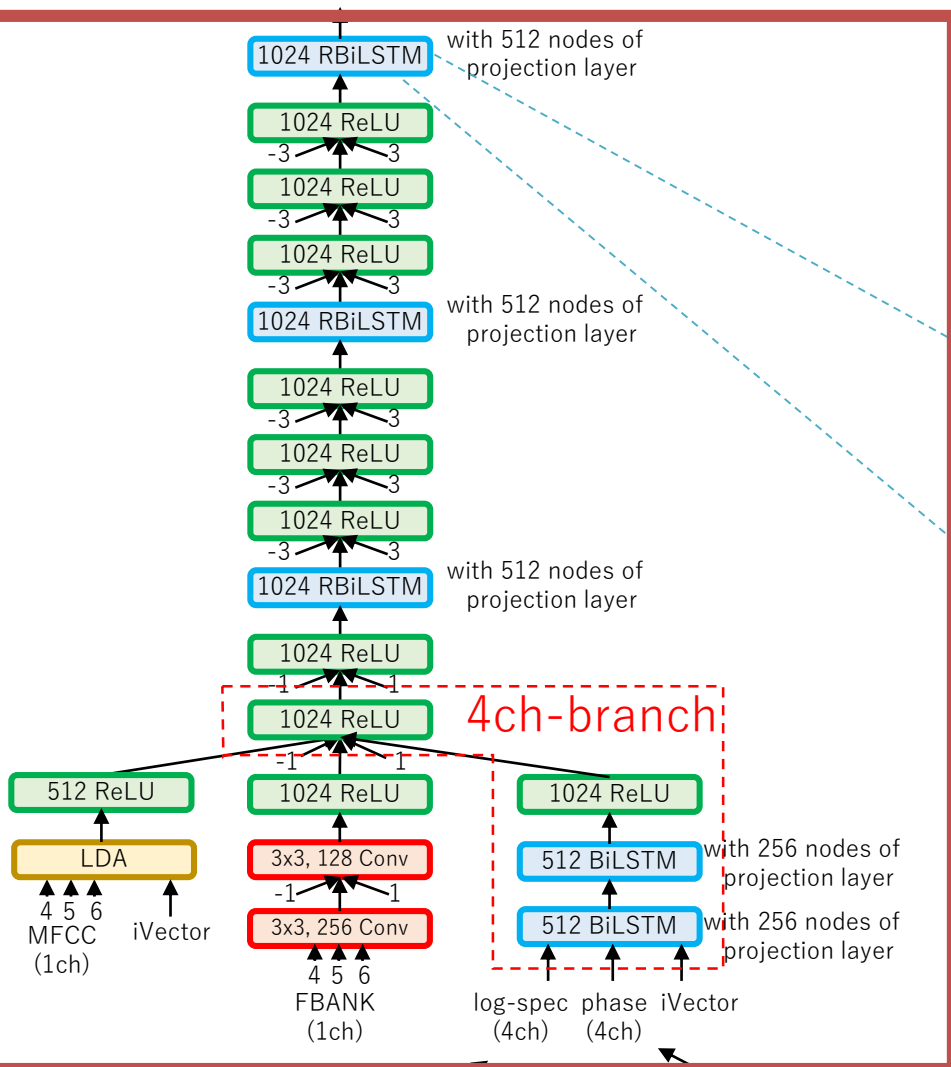 1024 RBiLSTM
with 512 nodes of
projection layer
1024 ReLU
-3 3
1024 ReLU
-3 3
1024 ReLU
-3 3
1024 RBiLSTM
with 512 nodes of
projection layer
1024 ReLU
-3 3
1024 ReLU
-3 3
1024 ReLU
-3 3
1024 RBiLSTM
with 512 nodes of
projection layer
1024 ReLU
-1 1
1024 ReLU
4ch-branch
-1 1
512 ReLU
1024 ReLU
1024 ReLU
LDA
3x3, 128 Conv
512 BiLSTM
with 256 nodes of
projection layer
4 5 6
-1 1
MFCC
(1ch)
iVector
3x3, 256 Conv
512 BiLSTM
with 256 nodes of
projection layer
4 5 6
FBANK
(1ch)
log-spec
(4ch)
phase
(4ch)
iVector